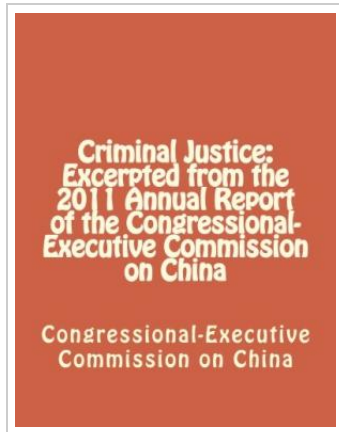 Criminal Justice:
Excerpted from the
2011 Annual Report
of the Congressional-
Executive Commission
on China
Congressional-Executive
Commission on China